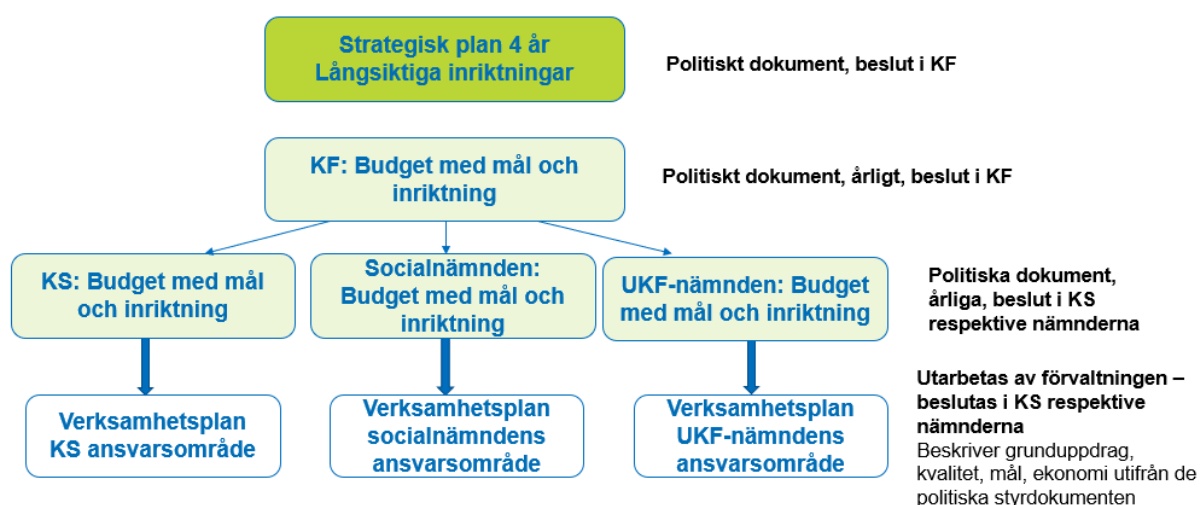 Strategisk plan 4 år
Långsiktiga inriktningar
Politiskt dokument, beslut i KF
KF: Budget med mål och
inriktning
Politiskt dokument, årligt, beslut i KF
KS: Budget med mål
och inriktning
Socialnämnden:
Budget med mål och
inriktning
UKF-nämnden: Budget
med mål och inriktning
Politiska dokument,
årliga, beslut i KS
respektive nämnderna
Verksamhetsplan
KS ansvarsområde
Verksamhetsplan
socialnämndens
ansvarsområde
Verksamhetsplan
UKF-nämndens
ansvarsområde
Utarbetas av förvaltningen –
beslutas i KS respektive
nämnderna
Beskriver grunduppdrag,
kvalitet, mål, ekonomi utifrån de
politiska styrdokumenten